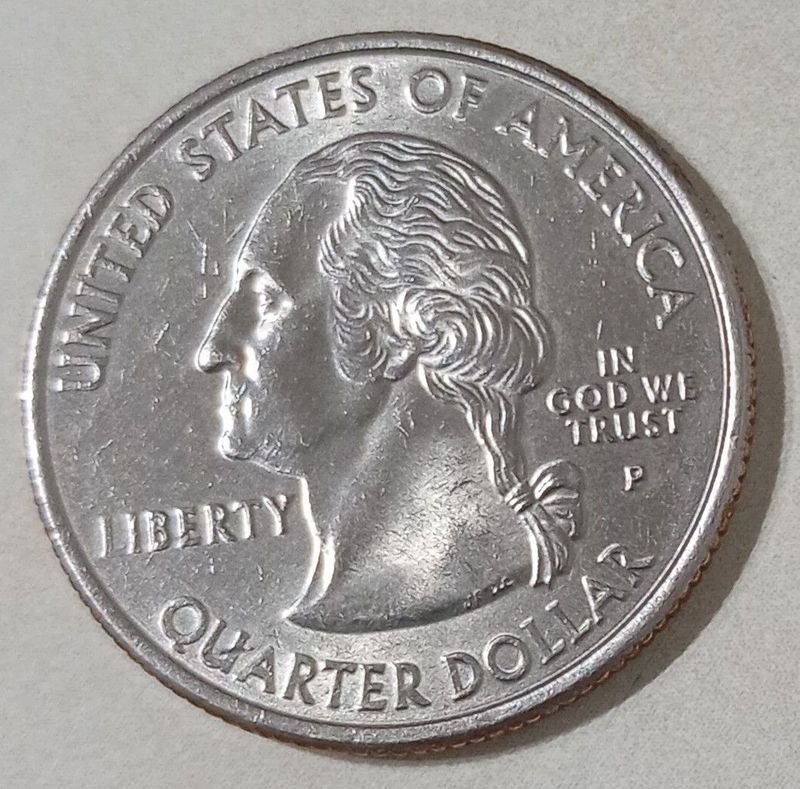 UNITED STATES OF AMERICA
IN
GOD WE
TRUST
P
LIBERTY
QUARTER DOLLAR